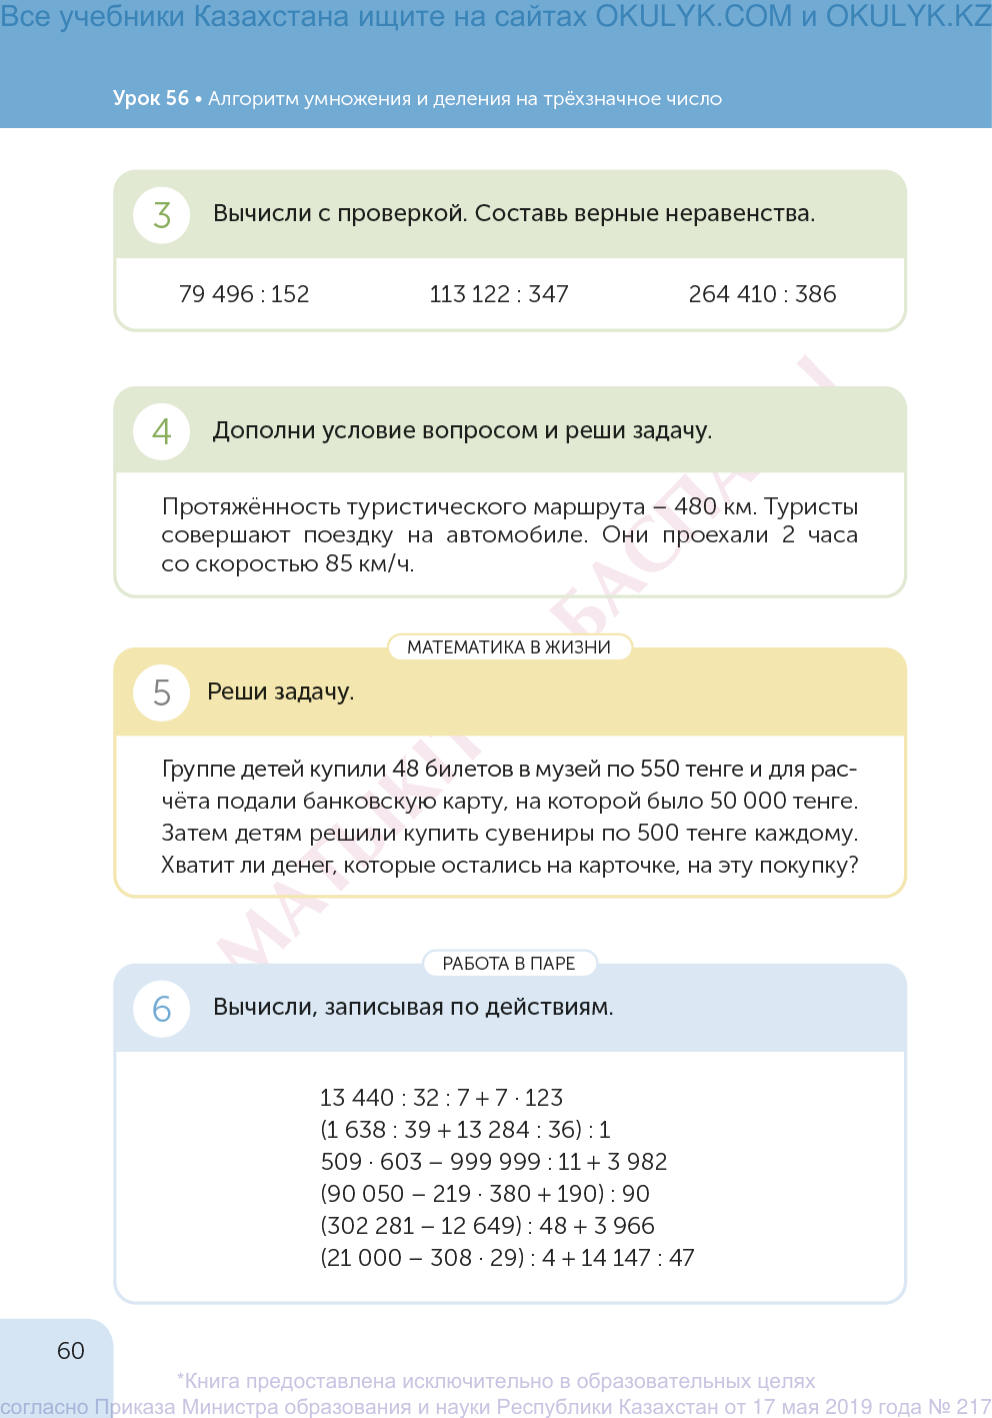 Все учебники Казахстана ищите на сайтах OKULYK.COM и OKULYK.KZ
Урок 56 • Алгоритм умножения и деления на трёхзначное число
3
Вычисли с проверкой. Составь верные неравенства.
79 496 : 152
113 122 : 347
264 410 : 386
4
Дополни условие вопросом и реши задачу.
Протяжённость туристического маршрута – 480 км. Туристы
совершают поездку на автомобиле. Они проехали 2 часа
со скоростью 85 км/ч.
МАТЕМАТИКА В ЖИЗНИ
5
Реши задачу.
Группе детей купили 48 билетов в музей по 550 тенге и для рас-
чёта подали банковскую карту, на которой было 50 000 тенге.
Затем детям решили купить сувениры по 500 тенге каждому.
Хватит ли денег, которые остались на карточке, на эту покупку?
РАБОТА В ПАРЕ
6
Вычисли, записывая по действиям.
13 440 : 32 : 7 + 7 · 123
(1 638 : 39 + 13 284 : 36) : 1
509 · 603 – 999 999 : 11 + 3 982
(90 050 – 219 · 380 + 190) : 90
(302 281 – 12 649) : 48 + 3 966
(21 000 – 308 · 29) : 4 + 14 147 : 47
60
*Книга предоставлена исключительно в образовательных целях
согласно Приказа Министра образования и науки Республики Казахстан от 17 мая 2019 года № 217